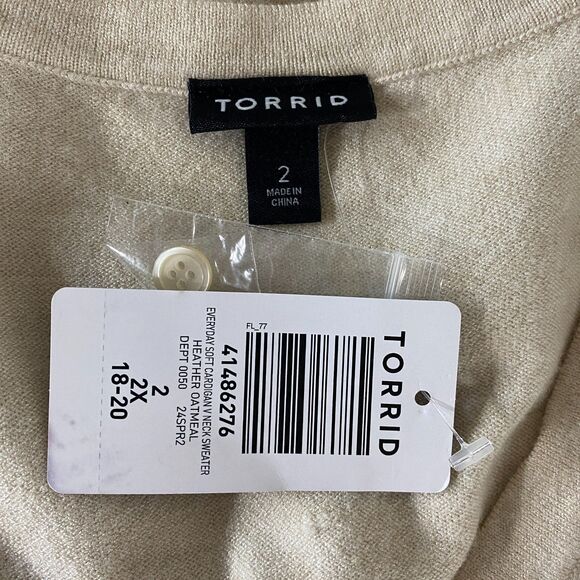 TORRID
2
MADE IN
CHINA
TORRID
FL_77
41486276
EVERYDAY SOFT CARDIGAN V NECK SWEATER
HEATHER OATMEAL
DEPT 0050 24SPR2
2
2X
18-20